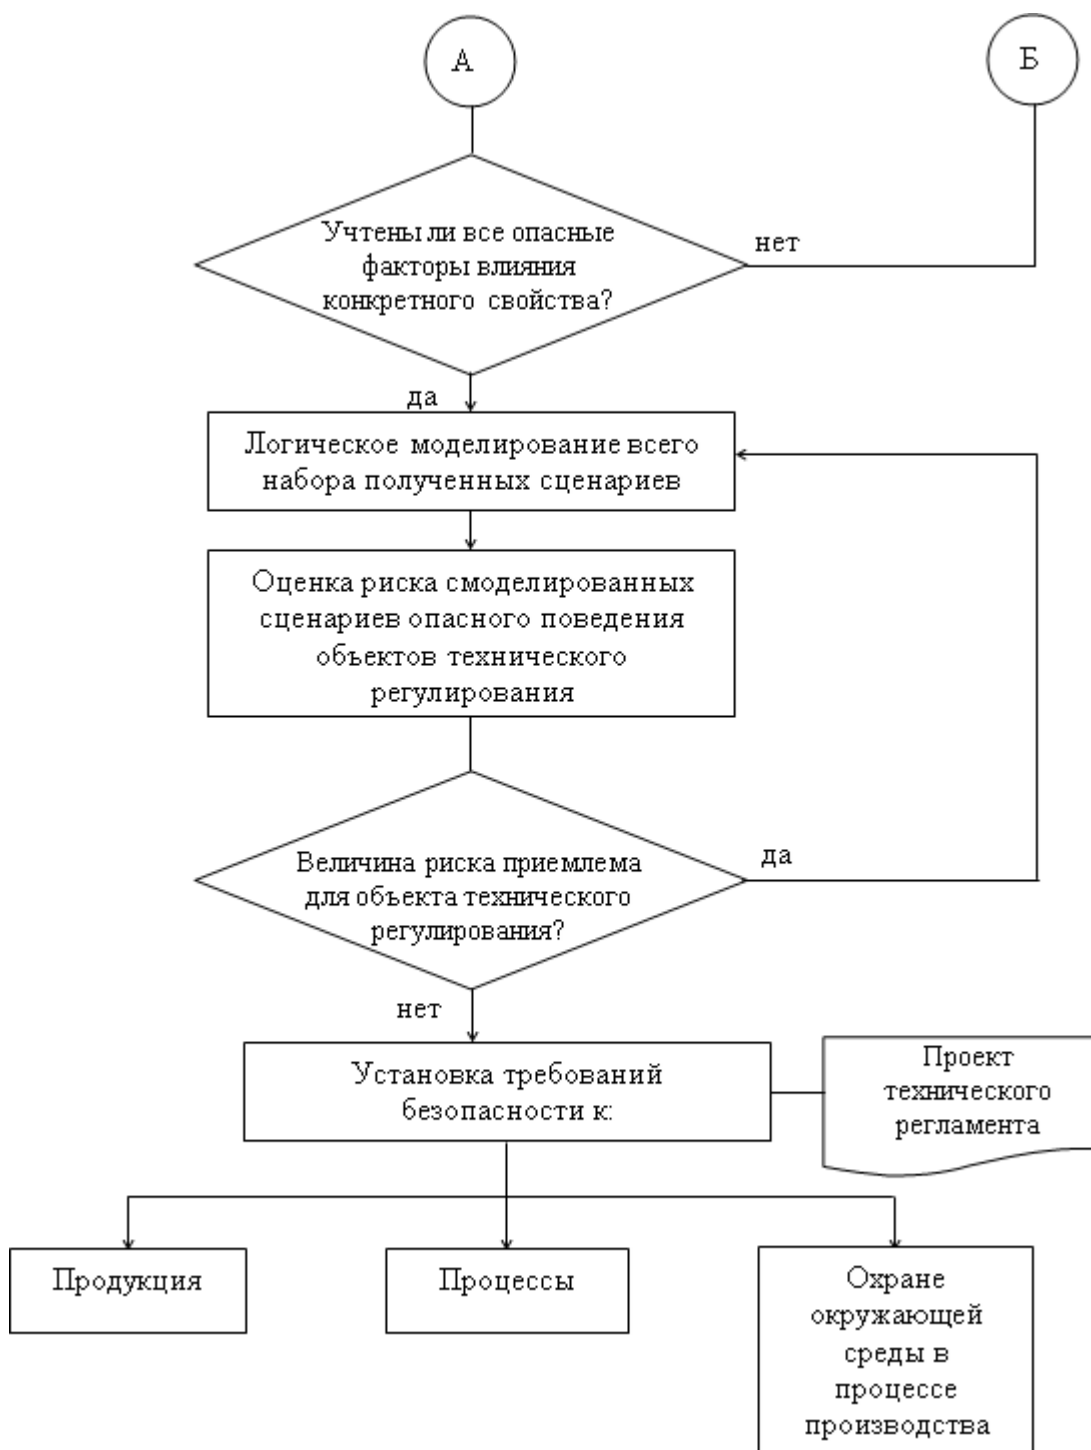 А
Б
Учтены ли все опасные
факторы влияния
конкретного свойства?
нет
да
Логическое моделирование всего
набора полученных сценариев
Оценка риска смоделированных
сценариев опасного поведения
объектов технического
регулирования
Величина риска приемлема
для объекта технического
регулирования?
да
нет
Установка требований
безопасности к:
Проект
технического
регламента
Продукция
Процессы
Охране
окружающей
среды в
процессе
производства